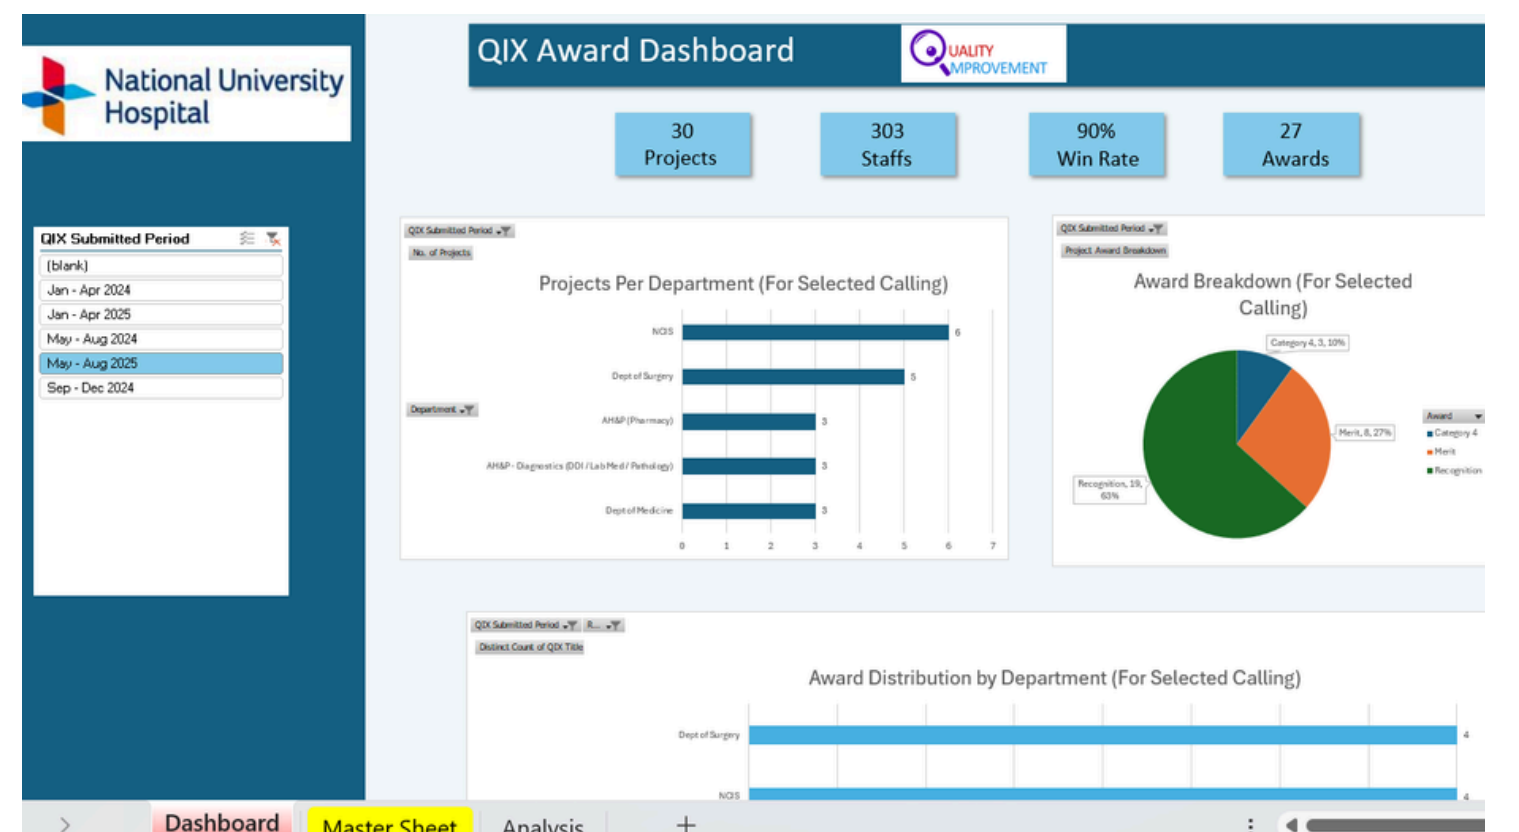 National University
Hospital
QIX Award Dashboard
QUALITY
IMPROVEMENT
30
Projects
303
Staffs
90%
Win Rate
27
Awards
QIX Submitted Period
(blank)
Jan - Apr 2024
Jan - Apr 2025
May - Aug 2024
May - Aug 2025
Sep - Dec 2024
QIX Submitted Period
No. of Projects
Projects Per Department (For Selected Calling)
NCIS
6
Dept of Surgery
5
Department
AH&P (Pharmacy)
3
AH&P - Diagnostics (DDI / Lab Med / Pathology)
3
Dept of Medicine
3
0 1 2 3 4 5 6 7
QIX Submitted Period
Project Award Breakdown
Award Breakdown (For Selected
Calling)
Category 4, 3, 10%
Merit, 8, 27%
Recognition, 19,
63%
Award
Category 4
Merit
Recognition
QIX Submitted Period R...
Distinct Count of QIX Title
Award Distribution by Department (For Selected Calling)
Dept of Surgery
4
NCIS
4
Dashboard
Master Sheet
Analysis